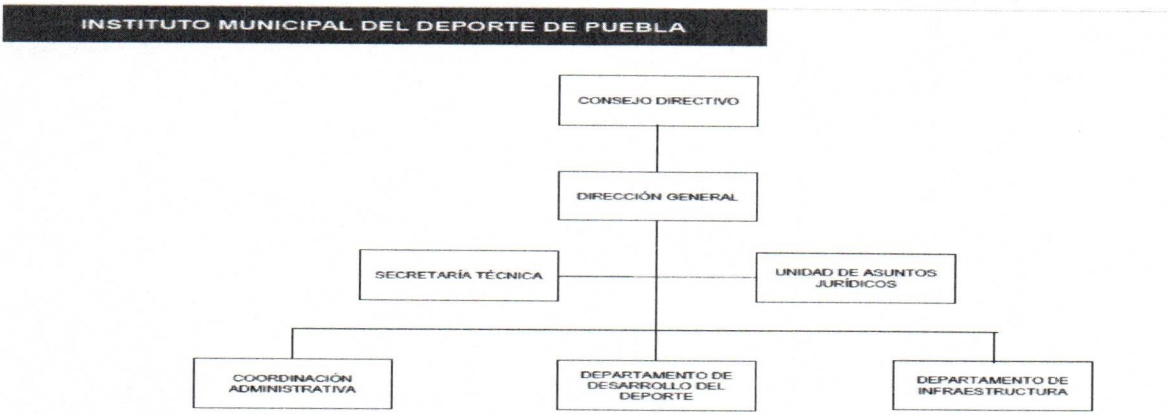 INSTITUTO MUNICIPAL DEL DEPORTE DE PUEBLA
CONSEJO DIRECTIVO
DIRECCIÓN GENERAL
SECRETARÍA TÉCNICA
UNIDAD DE ASUNTOS
JURÍDICOS
COORDINACIÓN
ADMINISTRATIVA
DEPARTAMENTO DE
DESARROLLO DEL
DEPORTE
DEPARTAMENTO DE
INFRAESTRUCTURA